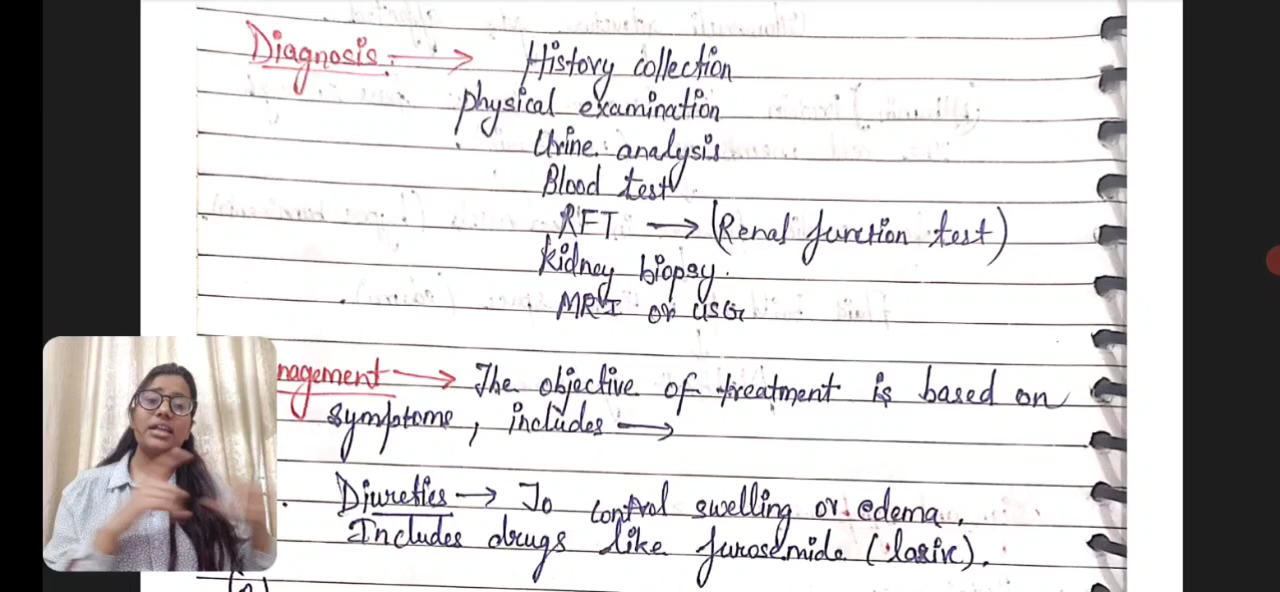 Diagnosis :→ History collection
physical examination
Urine analysis
Blood test
RFT → (Renal function test)
kidney biopsy.
MRI or USG
nagement → The objective of treatment is based on
symptoms, includes →
Diuretics → To control swelling or edema.
Includes drugs like furosemide (lasix).